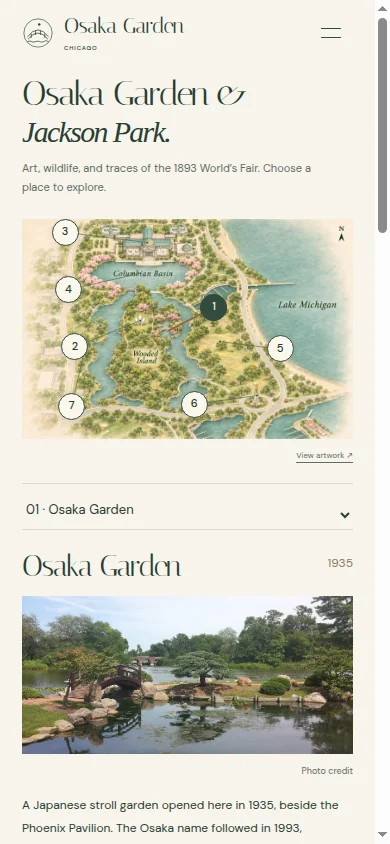 Osaka Garden
CHICAGO
Osaka Garden &
Jackson Park.
Art, wildlife, and traces of the 1893 World's Fair. Choose a
place to explore.
3
N
Columbian Basin
4
1
Lake Michigan
2
Wooded
Island
5
7
6
View artwork ↗
01 · Osaka Garden
Osaka Garden
1935
Photo credit
A Japanese stroll garden opened here in 1935, beside the
Phoenix Pavilion. The Osaka name followed in 1993,